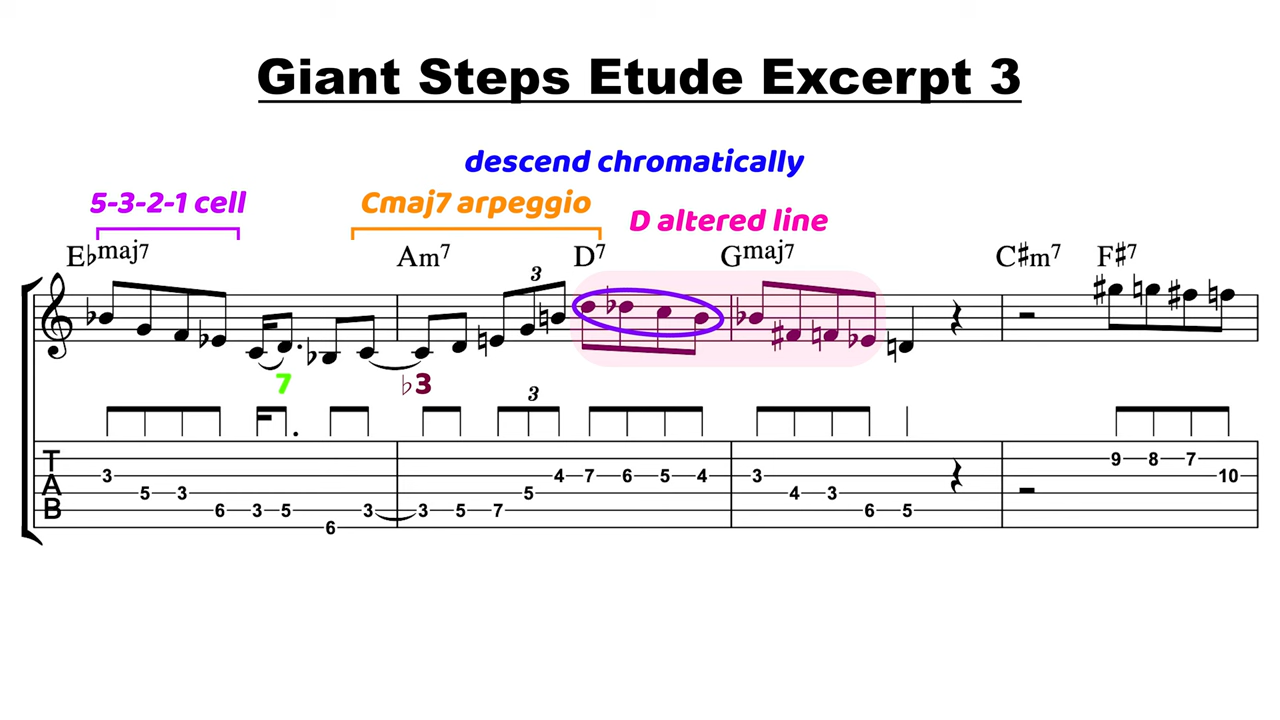 Giant Steps Etude Excerpt 3
descend chromatically
5-3-2-1 cell
Cmaj7 arpeggio
D altered line
E♭maj7 Am7 D7 Gmaj7 C#m7 F#7
3
7 ♭3
3
T
A
B
9 8 7
3 4 7 6 5 4 3 10
5 3 5 4 3
6 3 5 3 3 5 7 6 5
6